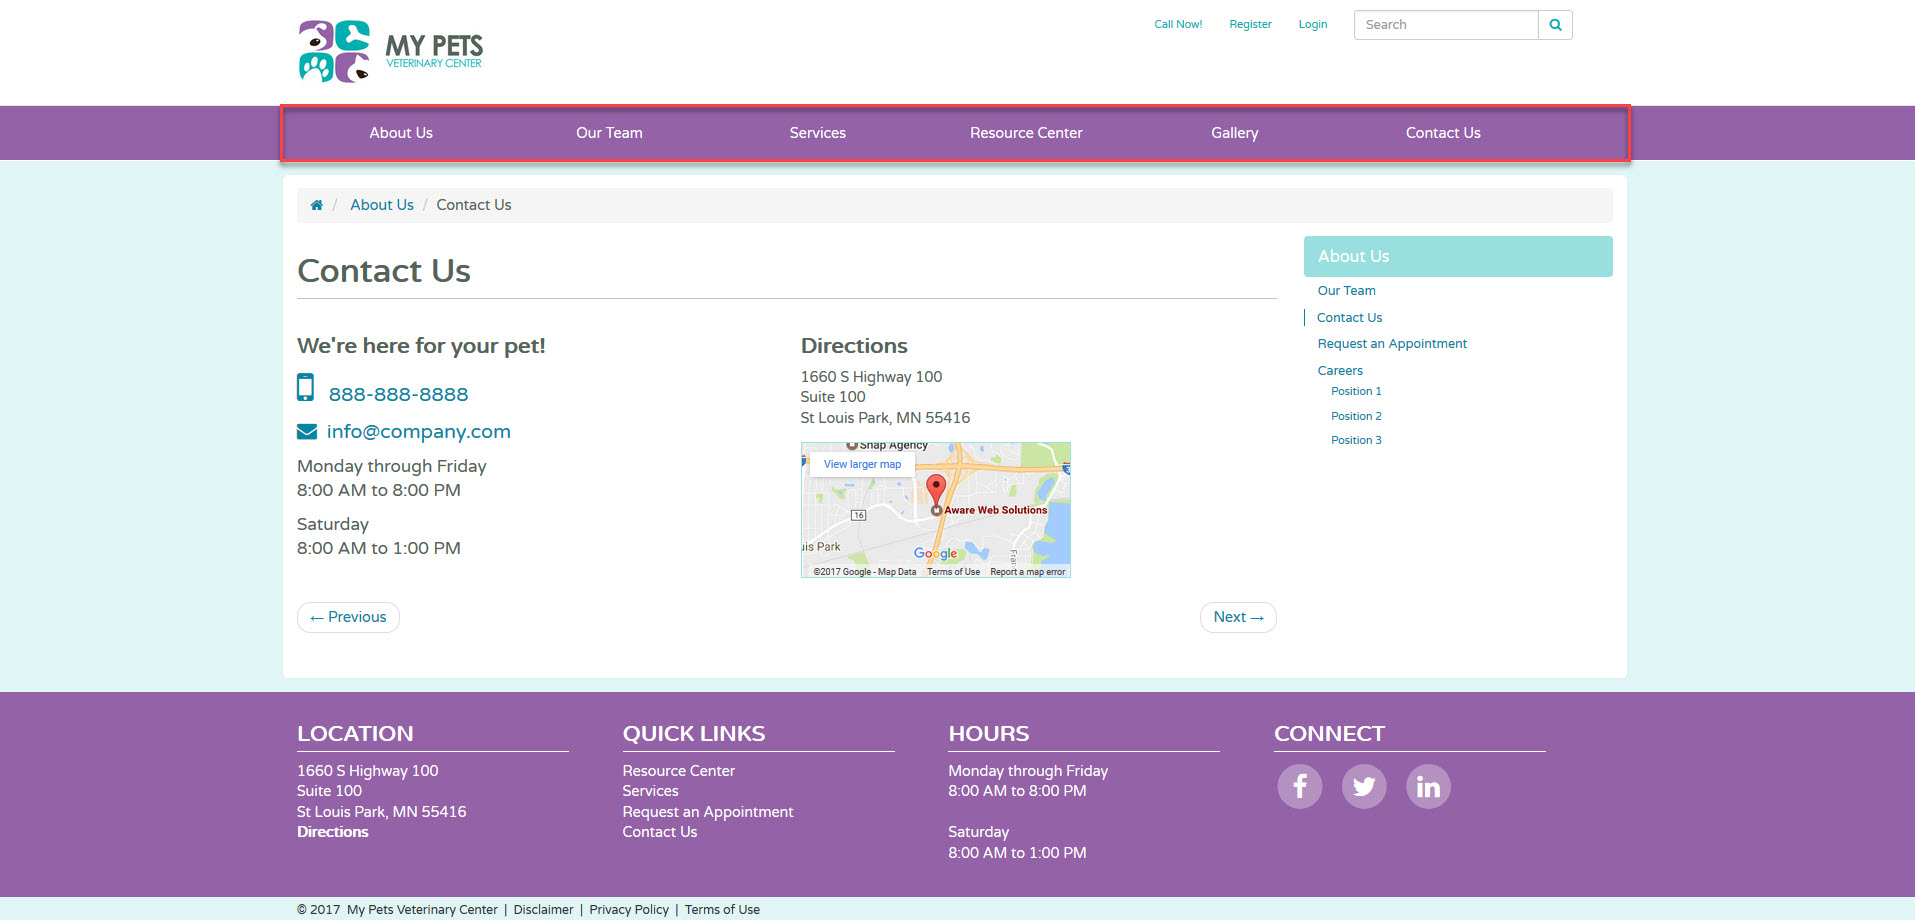 MY PETS
VETERINARY CENTER
Call Now! Register Login Search
About Us Our Team Services Resource Center Gallery Contact Us
/ About Us / Contact Us
Contact Us
We're here for your pet!
888-888-8888
info@company.com
Monday through Friday
8:00 AM to 8:00 PM
Saturday
8:00 AM to 1:00 PM
Directions
1660 S Highway 100
Suite 100
St Louis Park, MN 55416
Snap Agency
View larger map
16
Aware Web Solutions
uis Park
Google
Fran
©2017 Google - Map Data Terms of Use Report a map error
← Previous
Next →
About Us
Our Team
Contact Us
Request an Appointment
Careers
Position 1
Position 2
Position 3
LOCATION
1660 S Highway 100
Suite 100
St Louis Park, MN 55416
Directions
QUICK LINKS
Resource Center
Services
Request an Appointment
Contact Us
HOURS
Monday through Friday
8:00 AM to 8:00 PM
Saturday
8:00 AM to 1:00 PM
CONNECT
© 2017 My Pets Veterinary Center | Disclaimer | Privacy Policy | Terms of Use